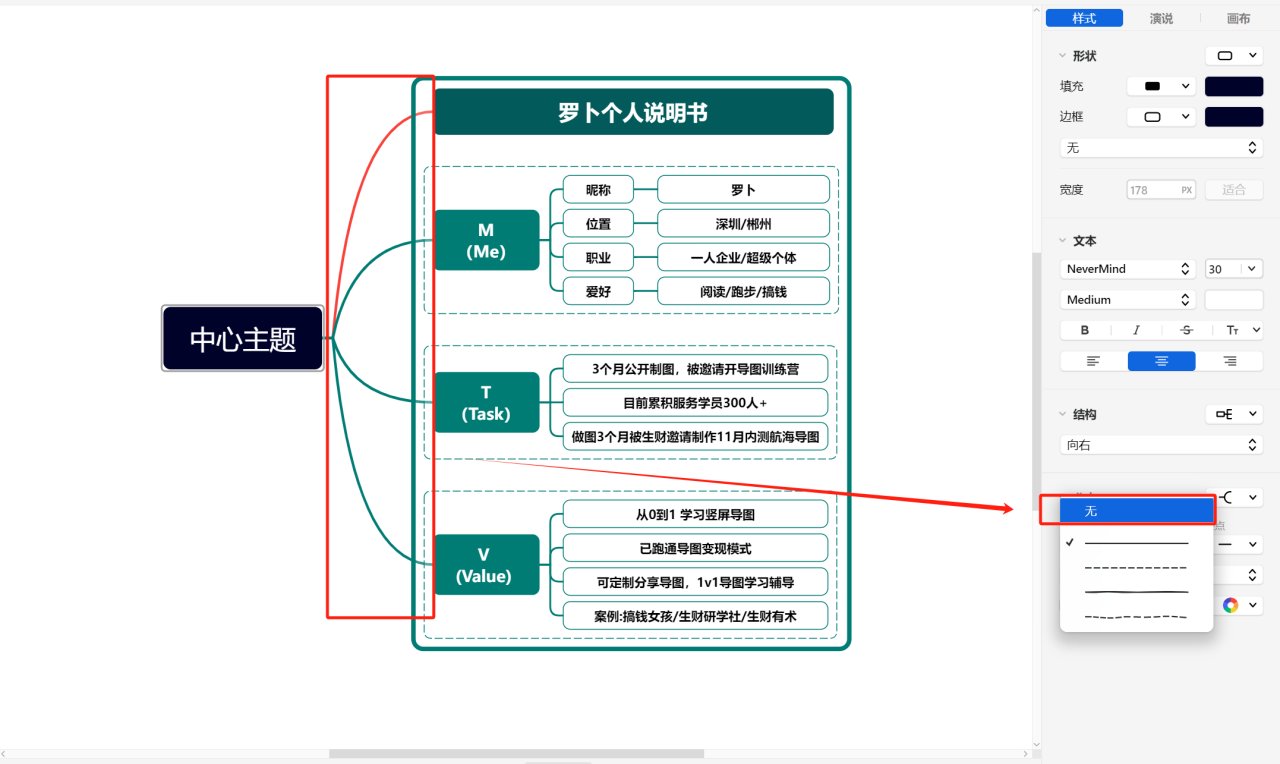 中心主题
罗卜个人说明书
M
(Me)
昵称
罗卜
位置
深圳/郴州
职业
一人企业/超级个体
爱好
阅读/跑步/搞钱
T
(Task)
3个月公开制图，被邀请开导图训练营
目前累积服务学员300人+
做图3个月被生财邀请制作11月内测航海导图
V
(Value)
从0到1 学习竖屏导图
已跑通导图变现模式
可定制分享导图，1v1导图学习辅导
案例:搞钱女孩/生财研学社/生财有术
样式
演说
画布
形状
填充
边框
无
宽度
178 PX
适合
文本
NeverMind
30
Medium
B I S Tт
结构
向右
无
点